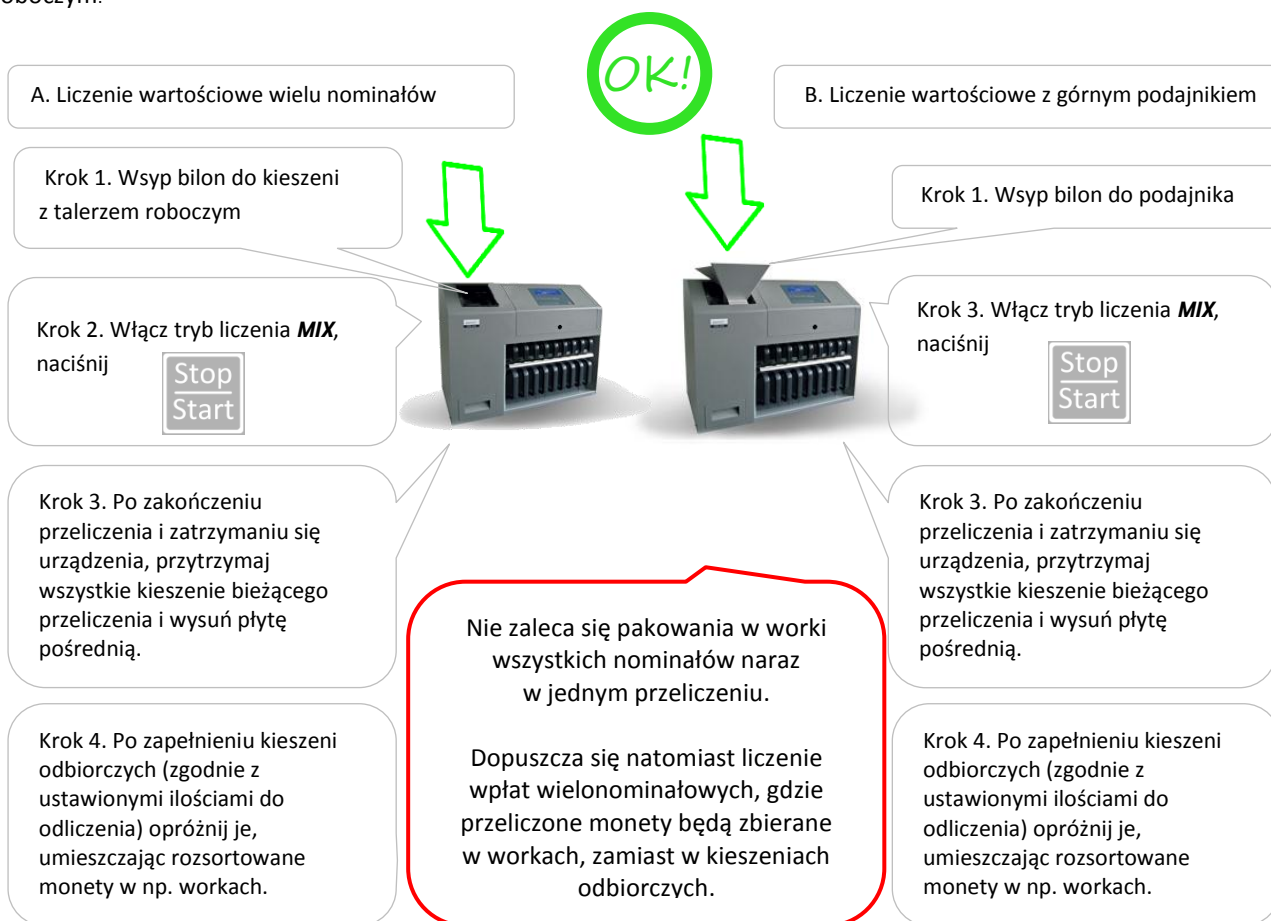 OK!
A. Liczenie wartościowe wielu nominałów
Krok 1. Wsyp bilon do kieszeni
z talerzem roboczym
Krok 2. Włącz tryb liczenia MIX,
naciśnij
Stop
Start
Krok 3. Po zakończeniu
przeliczenia i zatrzymaniu się
urządzenia, przytrzymaj
wszystkie kieszenie bieżącego
przeliczenia i wysuń płytę
pośrednią.
Krok 4. Po zapełnieniu kieszeni
odbiorczych (zgodnie z
ustawionymi ilościami do
odliczenia) opróżnij je,
umieszczając rozsortowane
monety w np. workach.
Nie zaleca się pakowania w worki
wszystkich nominałów naraz
w jednym przeliczeniu.
Dopuszcza się natomiast liczenie
wpłat wielonominałowych, gdzie
przeliczone monety będą zbierane
w workach, zamiast w kieszeniach
odbiorczych.
B. Liczenie wartościowe z górnym podajnikiem
Krok 1. Wsyp bilon do podajnika
Krok 3. Włącz tryb liczenia MIX,
naciśnij
Stop
Start
Krok 3. Po zakończeniu
przeliczenia i zatrzymaniu się
urządzenia, przytrzymaj
wszystkie kieszenie bieżącego
przeliczenia i wysuń płytę
pośrednią.
Krok 4. Po zapełnieniu kieszeni
odbiorczych (zgodnie z
ustawionymi ilościami do
odliczenia) opróżnij je,
umieszczając rozsortowane
monety w np. workach.